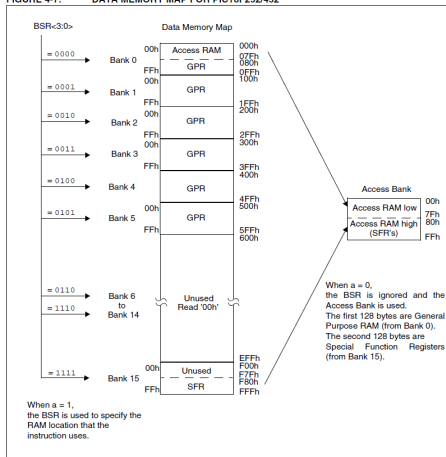 FIGURE 4-7: DATA MEMORY MAP FOR PIC18F252/452
BSR<3:0>
Data Memory Map
= 0000
Bank 0
00h
FFh
Access RAM
GPR
000h
07Fh
080h
0FFh
= 0001
Bank 1
00h
FFh
GPR
100h
1FFh
= 0010
Bank 2
00h
FFh
GPR
200h
2FFh
= 0011
Bank 3
00h
FFh
GPR
300h
3FFh
= 0100
Bank 4
GPR
400h
4FFh
= 0101
Bank 5
00h
FFh
GPR
500h
5FFh
600h
= 0110
= 1110
Bank 6
to
Bank 14
Unused
Read '00h'
EFFh
= 1111
Bank 15
00h
FFh
Unused
SFR
F00h
F7Fh
F80h
FFFh
When a = 1,
the BSR is used to specify the
RAM location that the
instruction uses.
Access Bank
Access RAM low
Access RAM high
(SFR's)
00h
7Fh
80h
FFh
When a = 0,
the BSR is ignored and the
Access Bank is used.
The first 128 bytes are General
Purpose RAM (from Bank 0).
The second 128 bytes are
Special Function Registers
(from Bank 15).